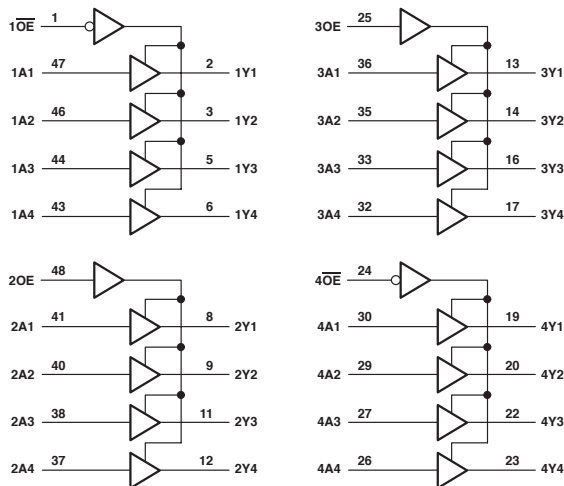 1O̅E̅ 1
1A1 47 2 1Y1
1A2 46 3 1Y2
1A3 44 5 1Y3
1A4 43 6 1Y4
3OE 25
3A1 36 13 3Y1
3A2 35 14 3Y2
3A3 33 16 3Y3
3A4 32 17 3Y4
2OE 48
2A1 41 8 2Y1
2A2 40 9 2Y2
2A3 38 11 2Y3
2A4 37 12 2Y4
4O̅E̅ 24
4A1 30 19 4Y1
4A2 29 20 4Y2
4A3 27 22 4Y3
4A4 26 23 4Y4